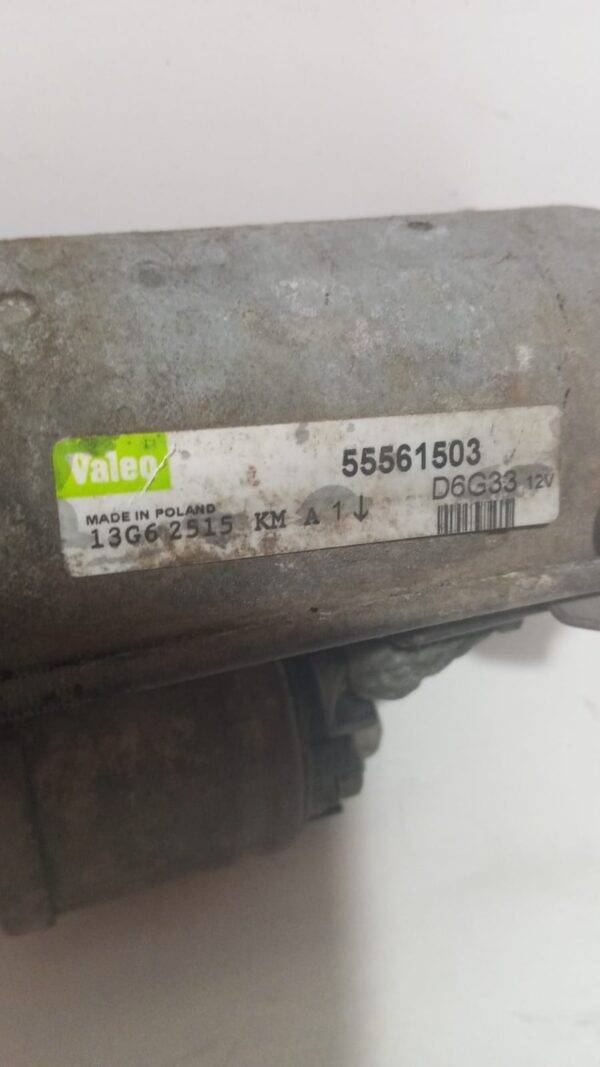 Valeo
55561503
D6G33 12V
MADE IN POLAND
13G6 2515 KM A 1↓